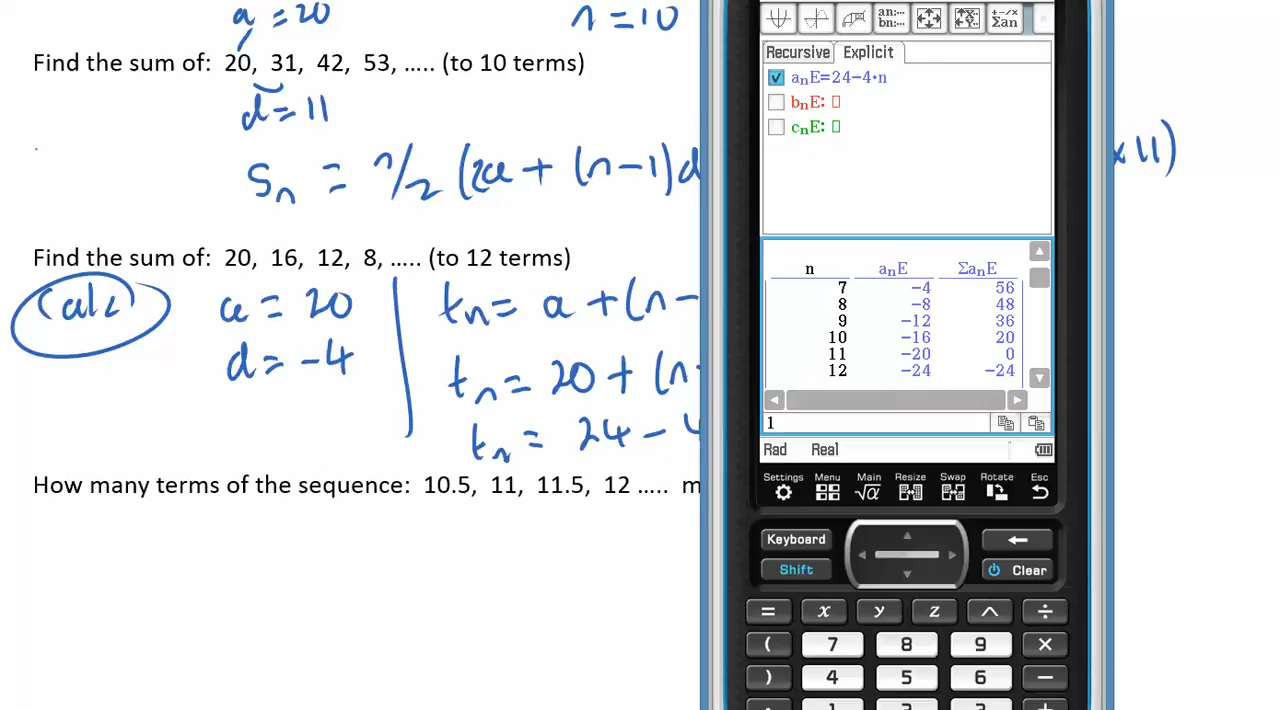 a = 20
n = 10
Find the sum of: 20, 31, 42, 53, ..... (to 10 terms)
d = 11
Sn = n/2 (2a + (n-1)d
x 11)
Find the sum of: 20, 16, 12, 8, ..... (to 12 terms)
Calc
a = 20
d = -4
tn = a + (n-
tn = 20 + (n-
tn = 24 - 4
How many terms of the sequence: 10.5, 11, 11.5, 12 ..... m
an:··
bn:··
Σan
Recursive Explicit
anE=24-4·n
bnE:□
cnE:□
n anE ΣanE
7 -4 56
8 -8 48
9 -12 36
10 -16 20
11 -20 0
12 -24 -24
1
Rad Real
Settings Menu Main Resize Swap Rotate Esc
√α
Keyboard
Shift
Clear
= x y z ^ ÷
( 7 8 9 ×
) 4 5 6 −